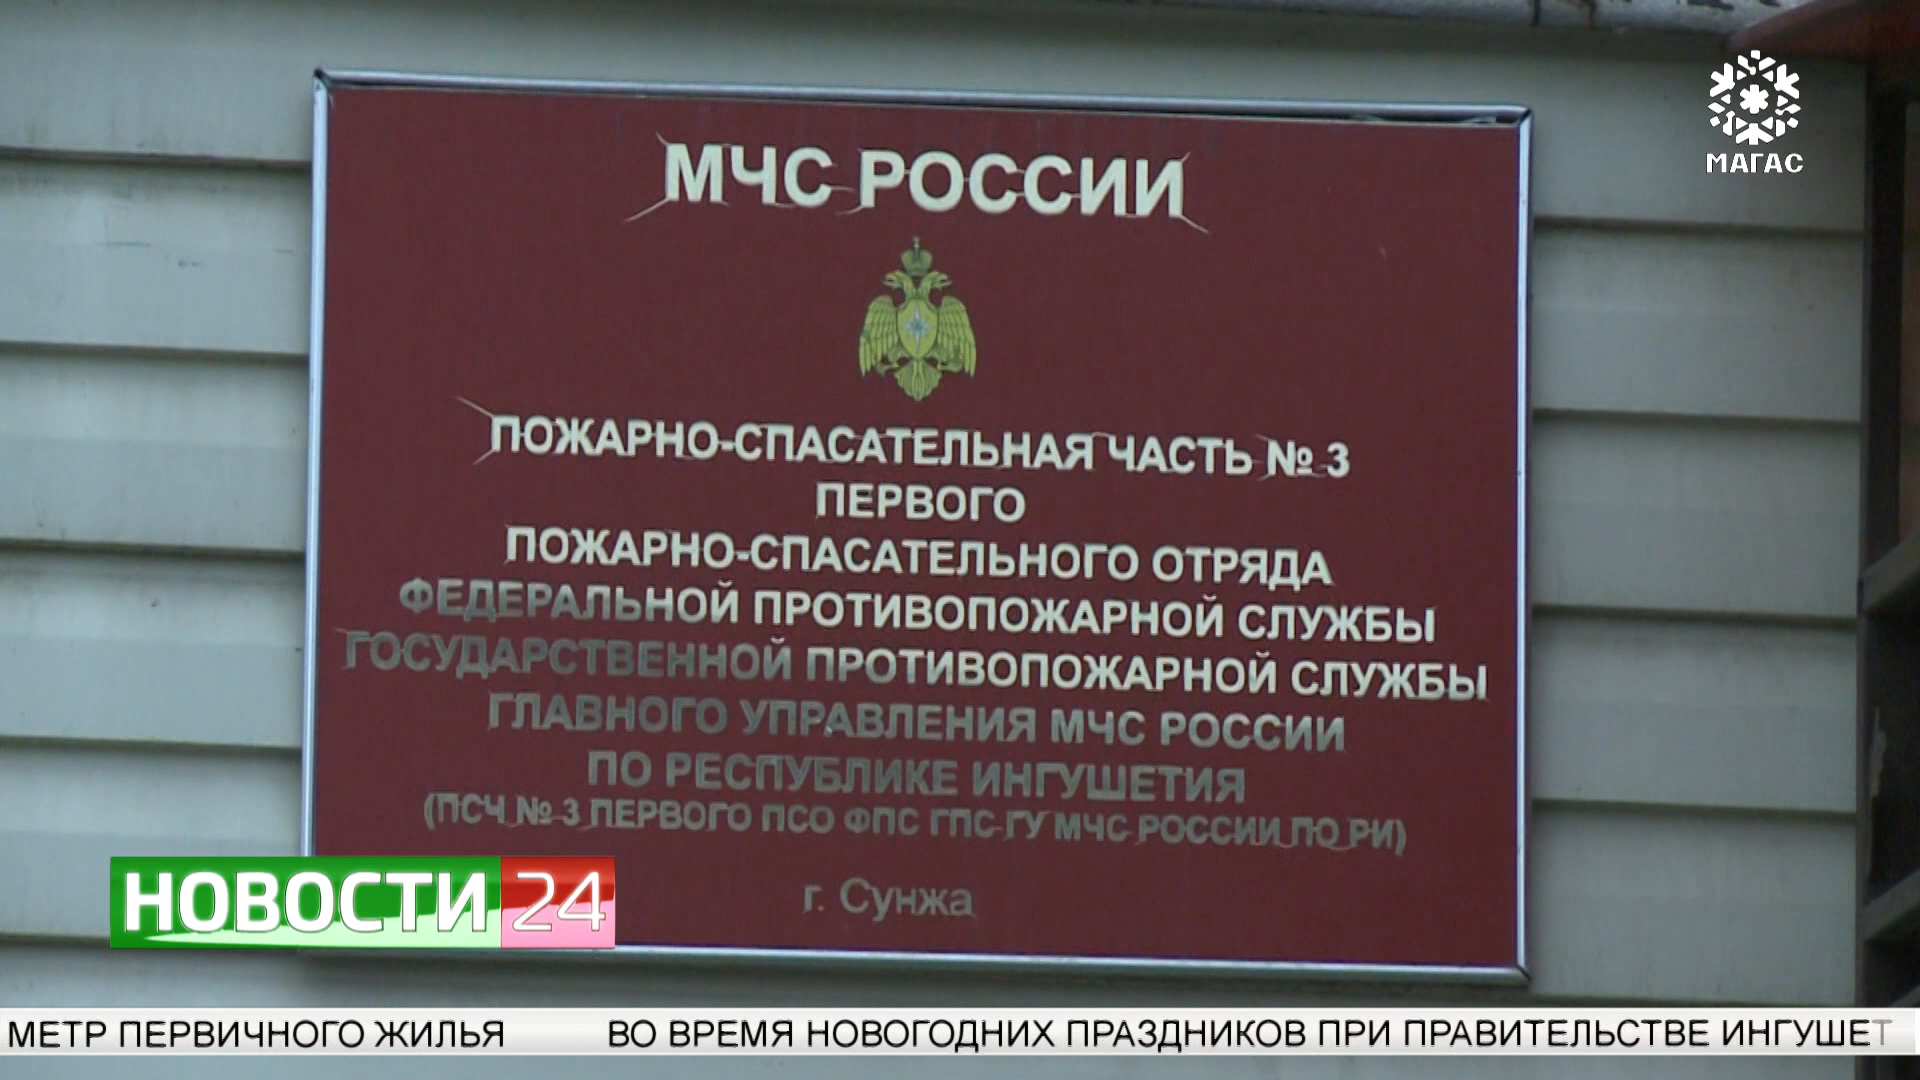 МАГАС
МЧС РОССИИ
ПОЖАРНО-СПАСАТЕЛЬНАЯ ЧАСТЬ № 3
ПЕРВОГО
ПОЖАРНО-СПАСАТЕЛЬНОГО ОТРЯДА
ФЕДЕРАЛЬНОЙ ПРОТИВОПОЖАРНОЙ СЛУЖБЫ
ГОСУДАРСТВЕННОЙ ПРОТИВОПОЖАРНОЙ СЛУЖБЫ
ГЛАВНОГО УПРАВЛЕНИЯ МЧС РОССИИ
ПО РЕСПУБЛИКЕ ИНГУШЕТИЯ
(ПСЧ № 3 ПЕРВОГО ПСО ФПС ГПС ГУ МЧС РОССИИ ПО РИ)
г. Сунжа
НОВОСТИ 24
МЕТР ПЕРВИЧНОГО ЖИЛЬЯ ВО ВРЕМЯ НОВОГОДНИХ ПРАЗДНИКОВ ПРИ ПРАВИТЕЛЬСТВЕ ИНГУШЕТ